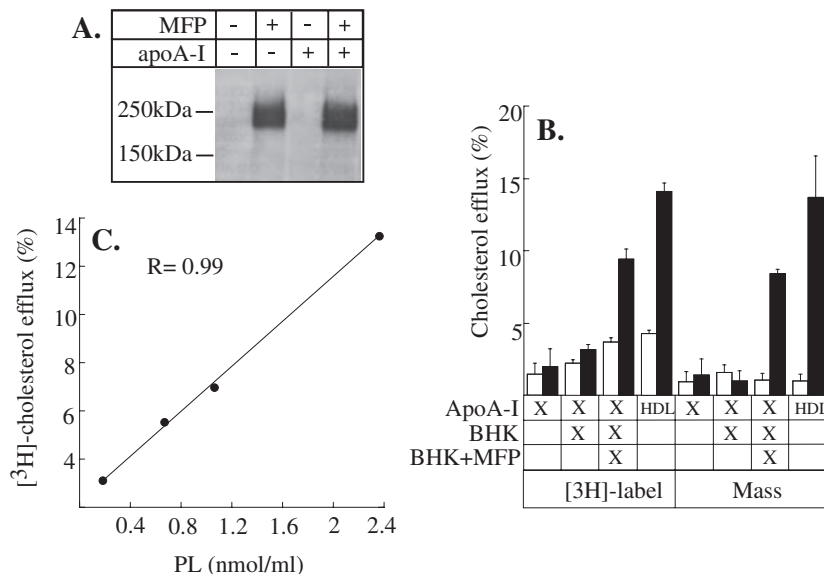 A.
MFP - + - +
apoA-I - - + +
250kDa
150kDa
B.
Cholesterol efflux (%)
20
15
10
5
ApoA-I X X X HDL X X X HDL
BHK X X X X
BHK+MFP X X
[3H]-label Mass
C.
R= 0.99
[³H]-cholesterol efflux (%)
14
12
10
8
6
4
0.4 0.8 1.2 1.6 2 2.4
PL (nmol/ml)